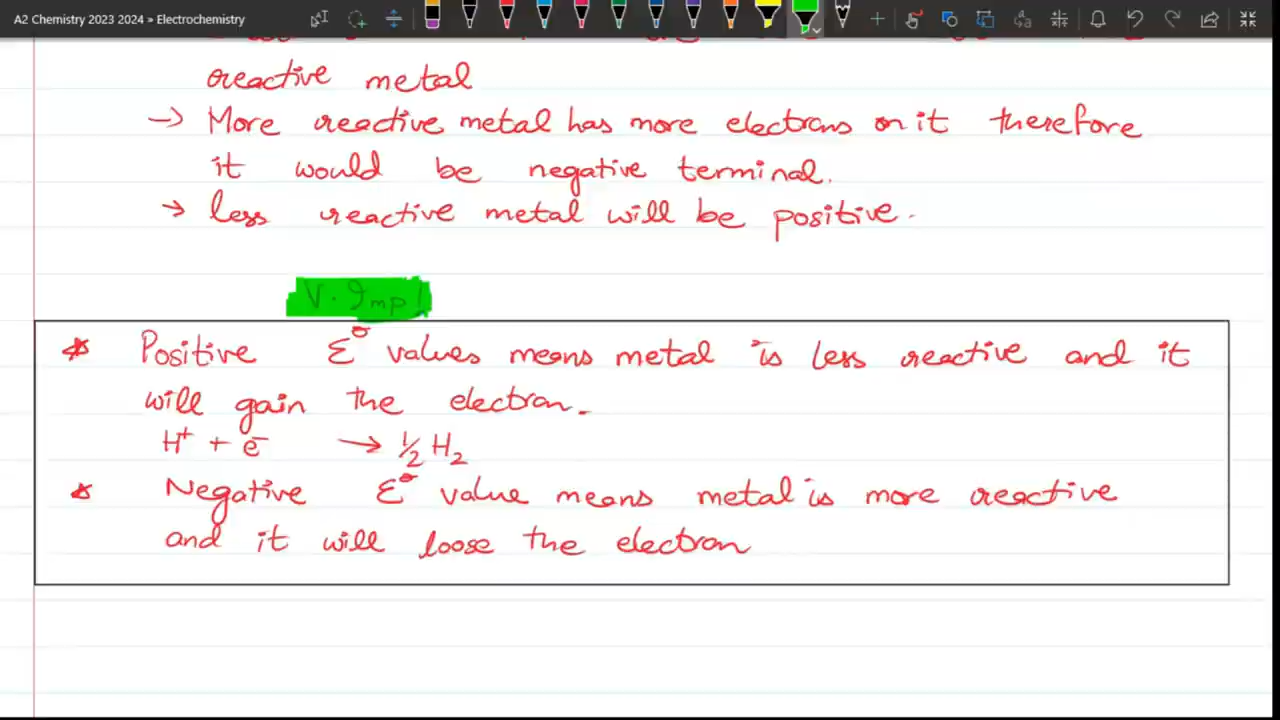 A2 Chemistry 2023 2024 » Electrochemistry
reactive metal
→ More reactive metal has more electrons on it therefore
it would be negative terminal.
→ less reactive metal will be positive.
V. Imp!
* Positive E° values means metal is less reactive and it
will gain the electron.
H⁺ + e⁻ → ½ H₂
* Negative E° value means metal is more reactive
and it will loose the electron